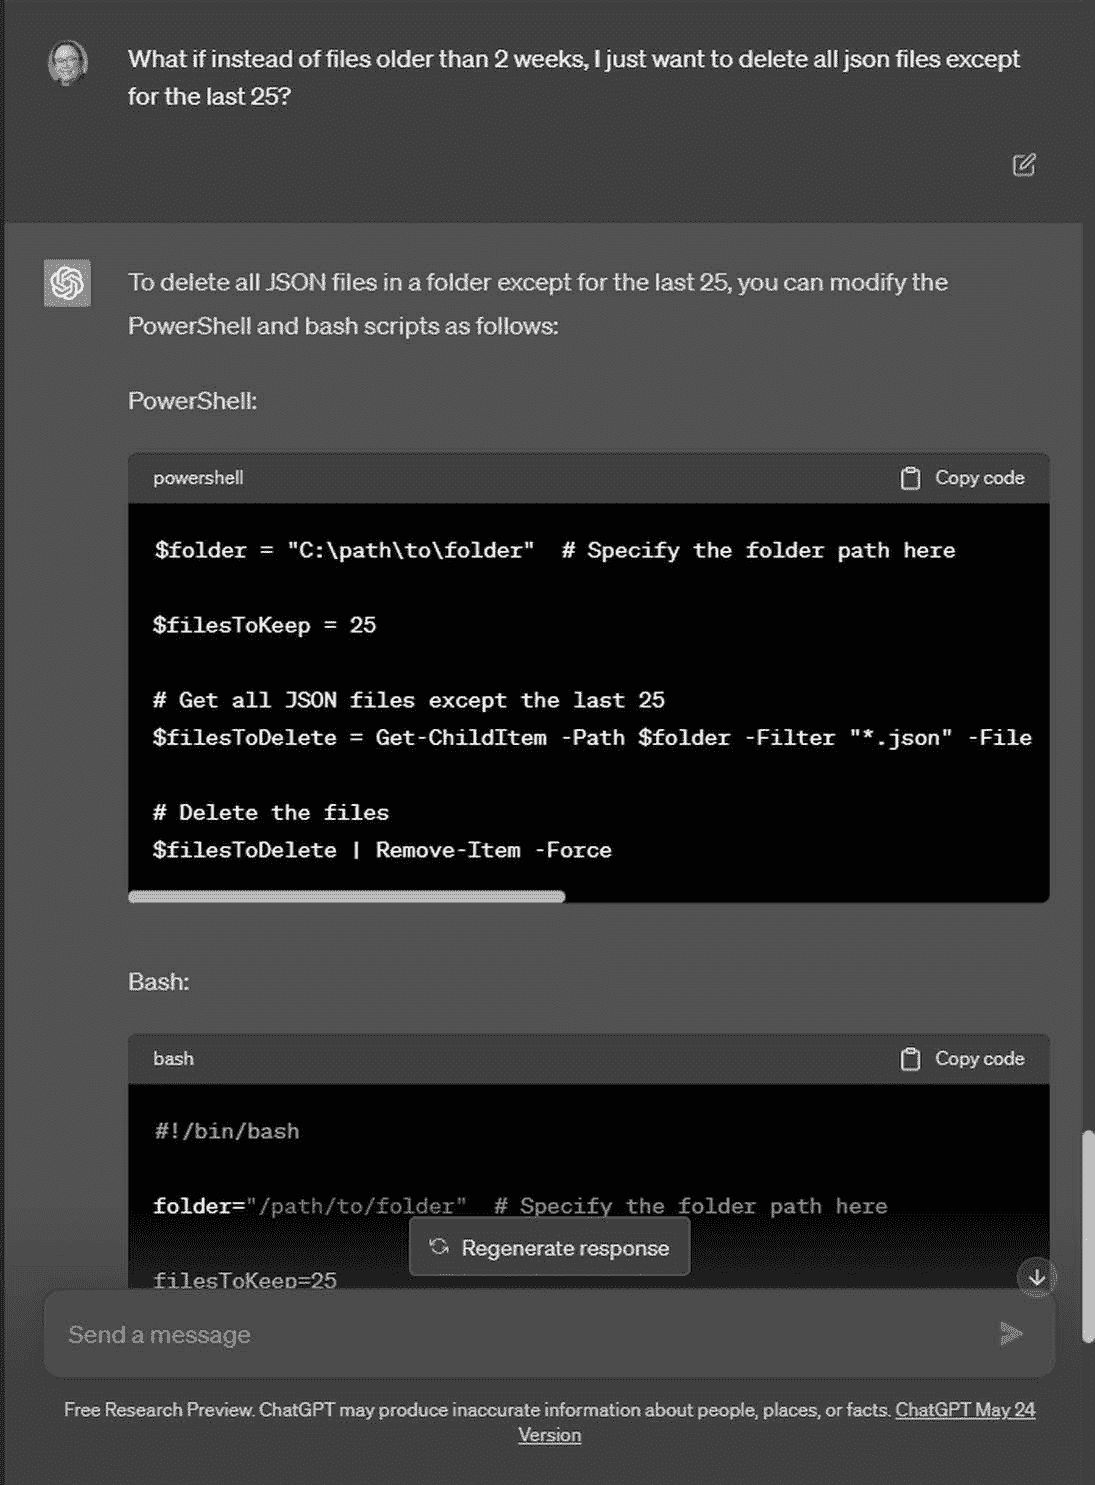 What if instead of files older than 2 weeks, I just want to delete all json files except
for the last 25?
To delete all JSON files in a folder except for the last 25, you can modify the
PowerShell and bash scripts as follows:
PowerShell:
powershell
Copy code
$folder = "C:\path\to\folder"  # Specify the folder path here
$filesToKeep = 25
# Get all JSON files except the last 25
$filesToDelete = Get-ChildItem -Path $folder -Filter "*.json" -File
# Delete the files
$filesToDelete | Remove-Item -Force
Bash:
bash
Copy code
#!/bin/bash
folder="/path/to/folder"  # Specify the folder path here
Regenerate response
filesToKeep=25
Send a message
Free Research Preview. ChatGPT may produce inaccurate information about people, places, or facts. ChatGPT May 24
Version